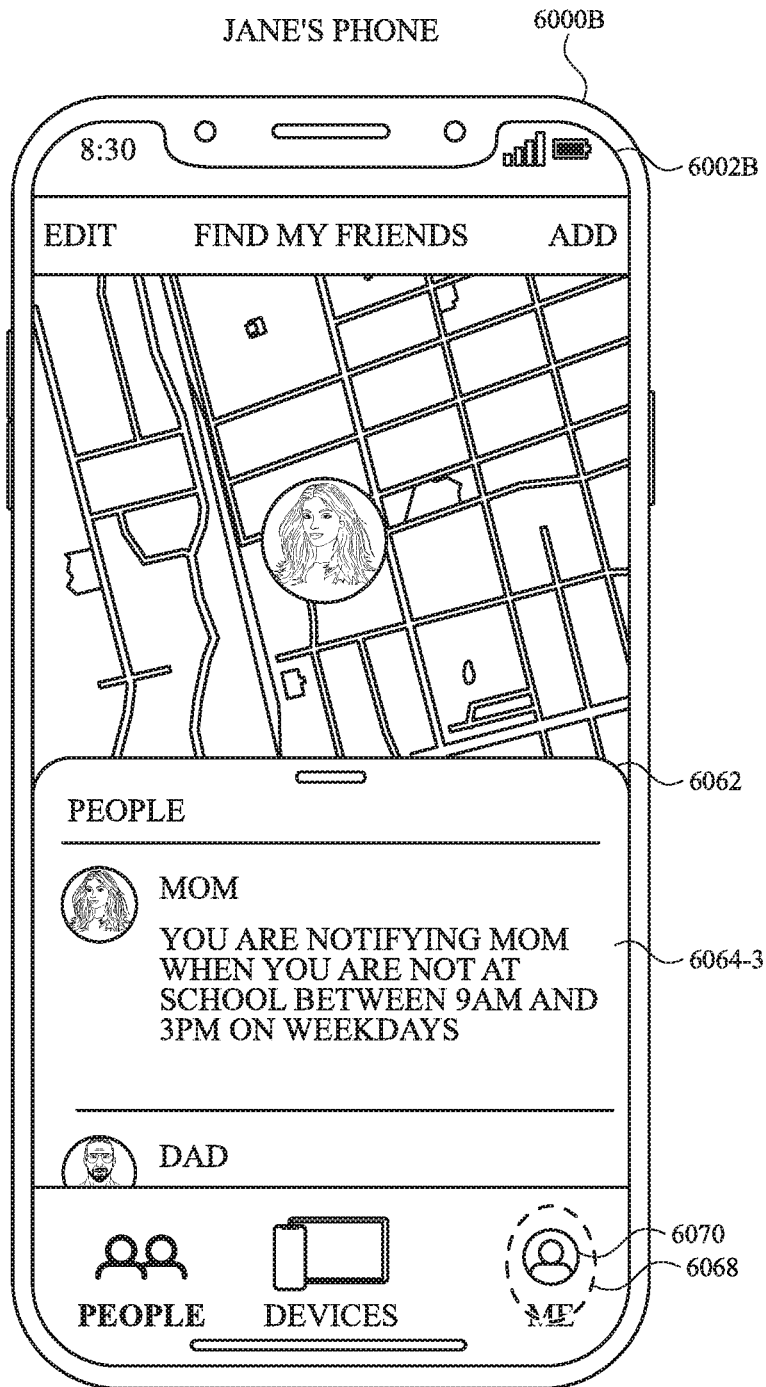 JANE'S PHONE
6000B
8:30
6002B
EDIT FIND MY FRIENDS ADD
6062
PEOPLE
MOM
YOU ARE NOTIFYING MOM
WHEN YOU ARE NOT AT
SCHOOL BETWEEN 9AM AND
3PM ON WEEKDAYS
6064-3
DAD
6070
6068
PEOPLE DEVICES ME